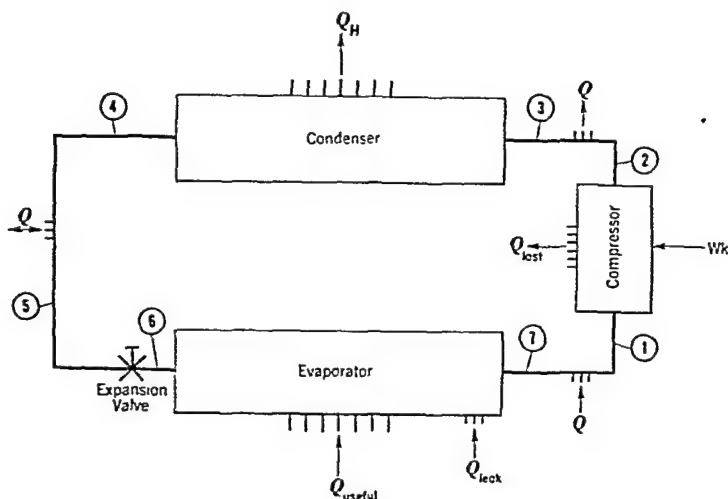 Q_H
4
Condenser
3
Q
2
Q
Q_lost
Compressor
Wk
5
6
Expansion
Valve
Evaporator
7
1
Q
Q_leak
Q_useful